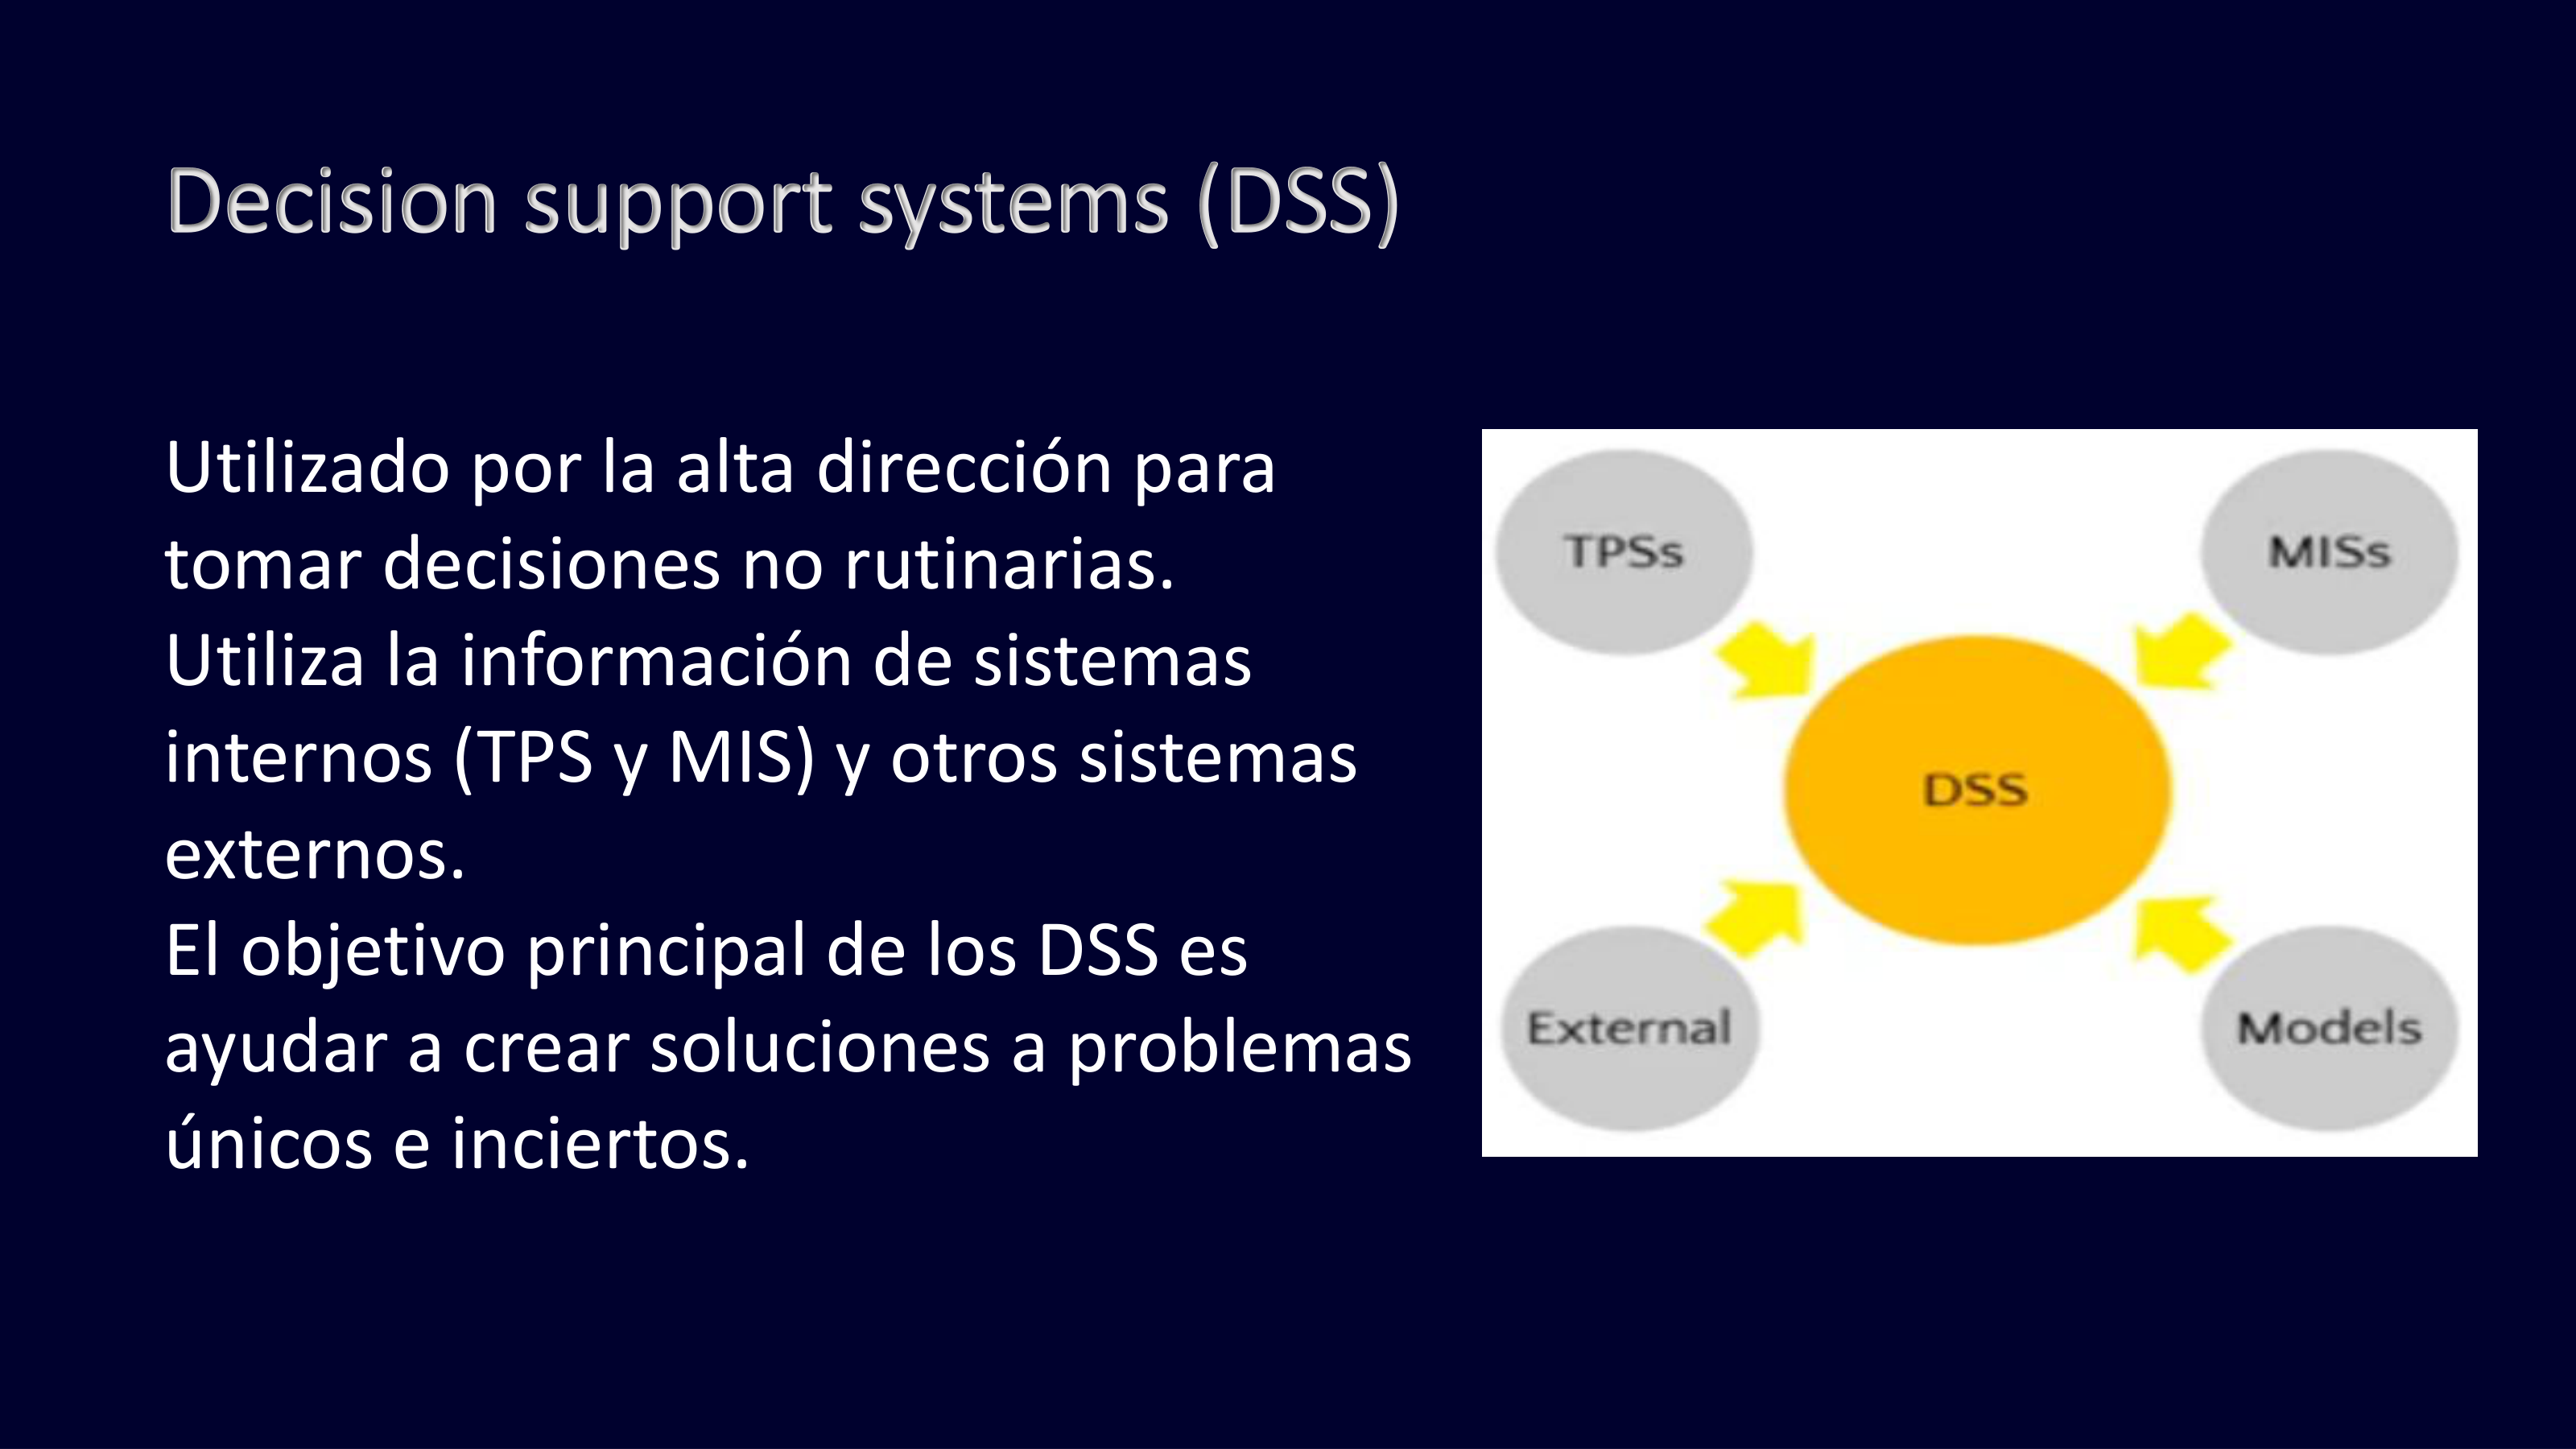 Decision support systems (DSS)
Utilizado por la alta dirección para
tomar decisiones no rutinarias.
Utiliza la información de sistemas
internos (TPS y MIS) y otros sistemas
externos.
El objetivo principal de los DSS es
ayudar a crear soluciones a problemas
únicos e inciertos.
TPSs
MISs
DSS
External
Models